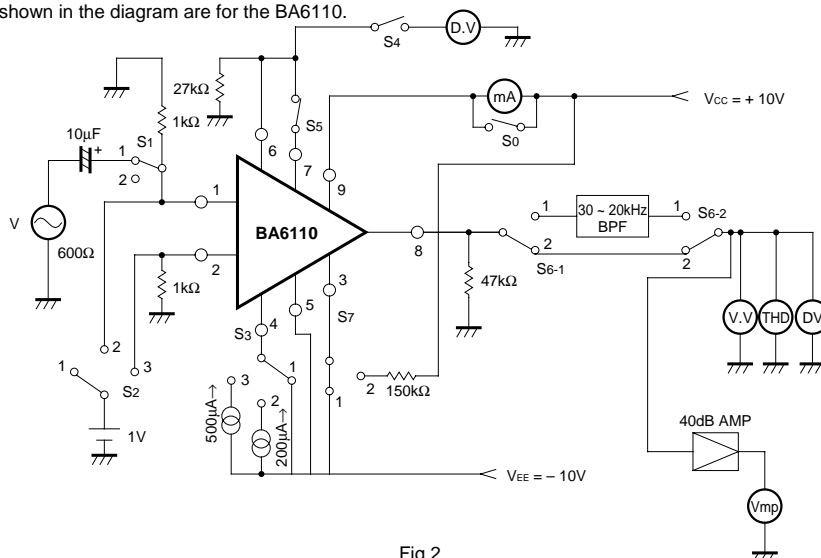 shown in the diagram are for the BA6110.
S4
D.V
27kΩ
1kΩ
S5
mA
VCC = + 10V
S0
10µF
+
S1
1
2
6
7
9
V
600Ω
1
2
BA6110
8
1
30 ~ 20kHz
BPF
1
S6-2
2
S6-1
2
1kΩ
47kΩ
3
5
4
S3
S7
V.V
THD
DV
2
1
3
S2
1
3
2
1
2
150kΩ
500µA→
200µA→
1V
40dB AMP
VEE = – 10V
Vmp
Fig.2